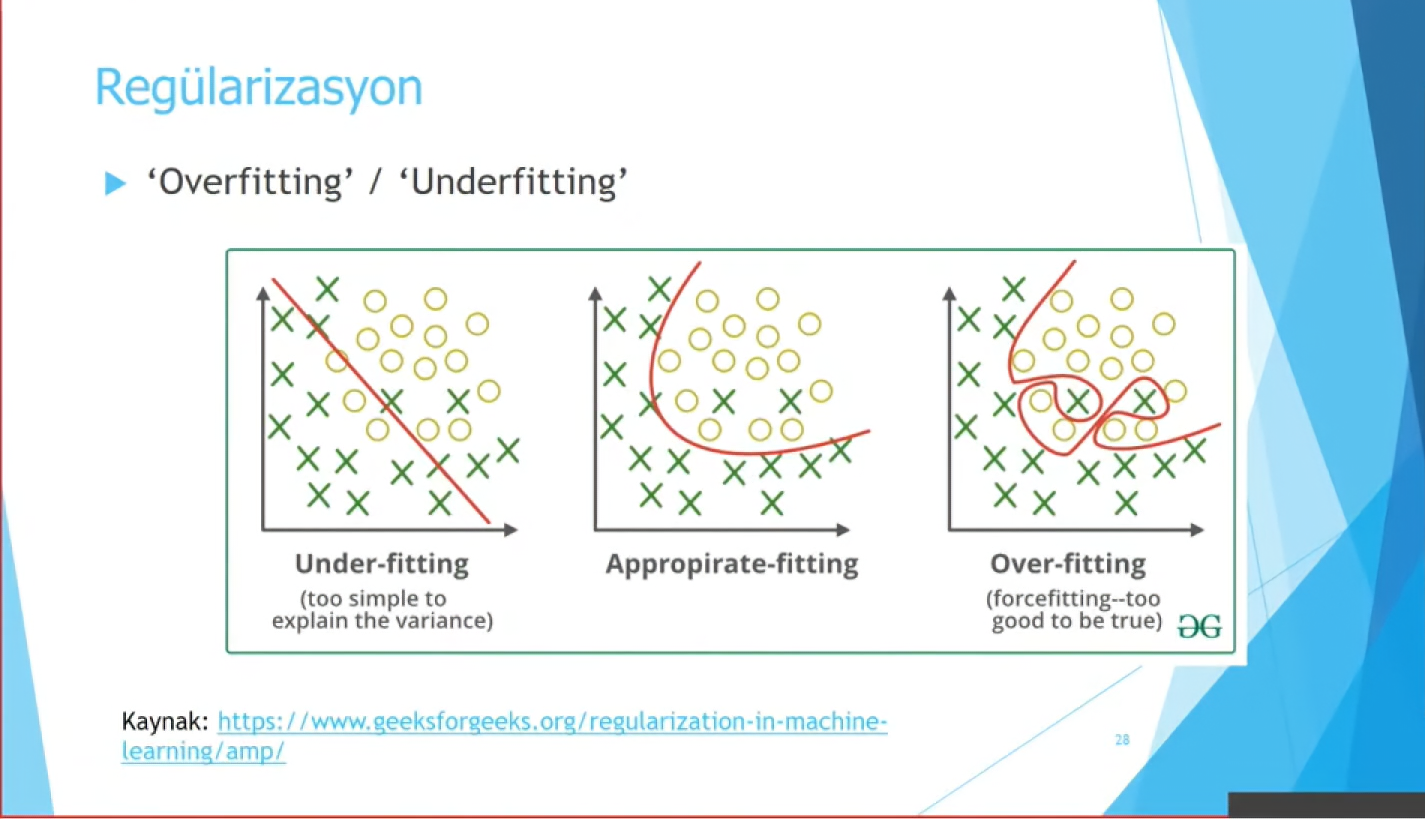 Regülarizasyon
‘Overfitting’ / ‘Underfitting’
Under-fitting
(too simple to
explain the variance)
Appropirate-fitting
Over-fitting
(forcefitting--too
good to be true)
Kaynak: https://www.geeksforgeeks.org/regularization-in-machine-
learning/amp/
28